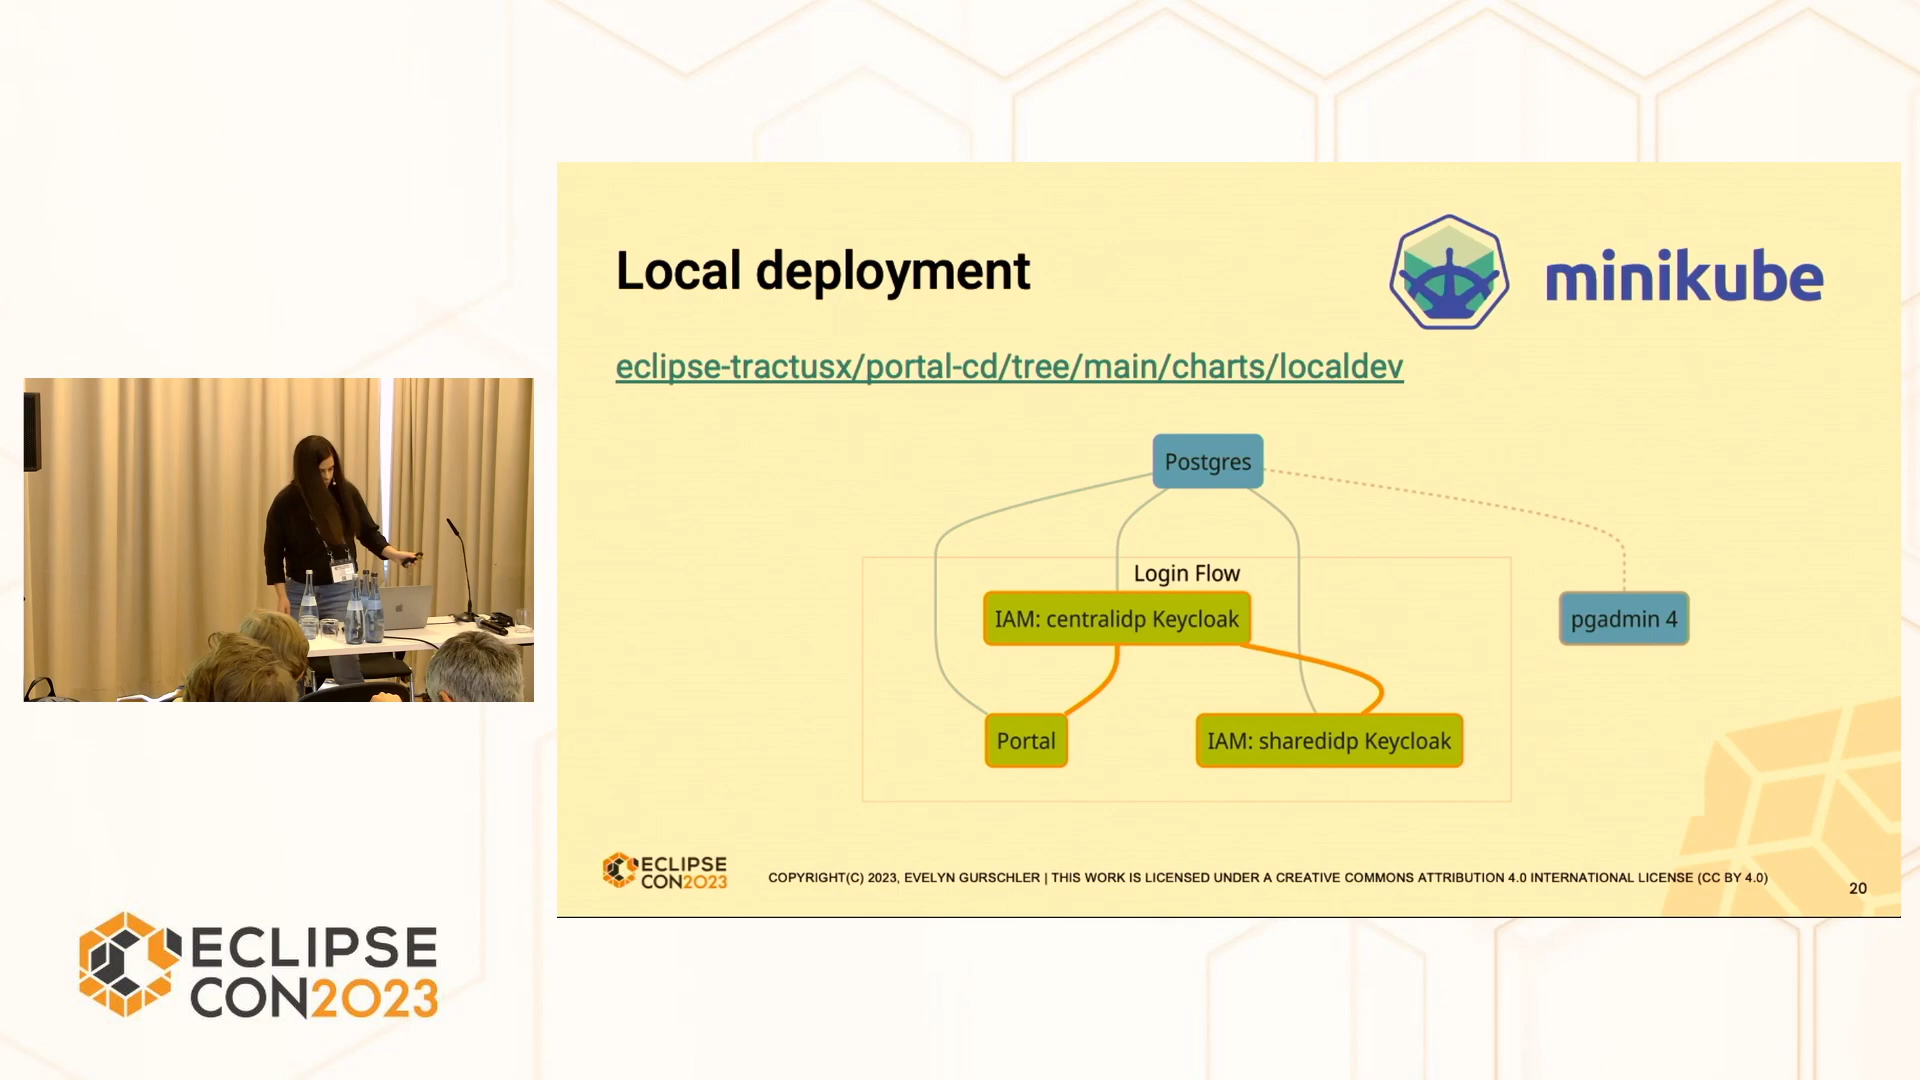 Local deployment
minikube
eclipse-tractusx/portal-cd/tree/main/charts/localdev
Postgres
Login Flow
IAM: centralidp Keycloak
pgadmin 4
Portal
IAM: sharedidp Keycloak
ECLIPSE
CON2023
COPYRIGHT(C) 2023, EVELYN GURSCHLER | THIS WORK IS LICENSED UNDER A CREATIVE COMMONS ATTRIBUTION 4.0 INTERNATIONAL LICENSE (CC BY 4.0)
20
ECLIPSE
CON2023